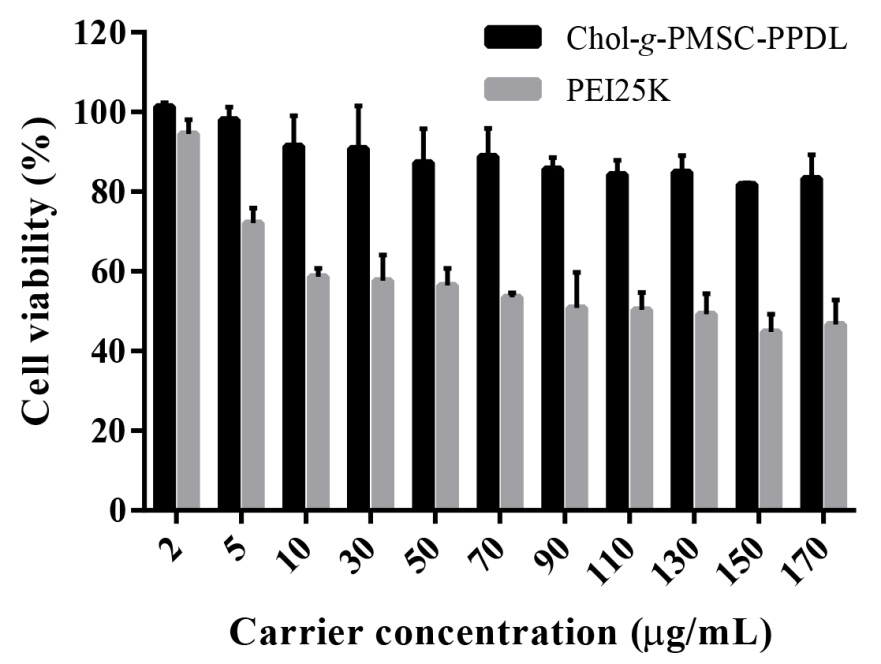 Chol-g-PMSC-PPDL
PEI25K
Cell viability (%)
120
100
80
60
40
20
0
2 5 10 30 50 70 90 110 130 150 170
Carrier concentration (μg/mL)